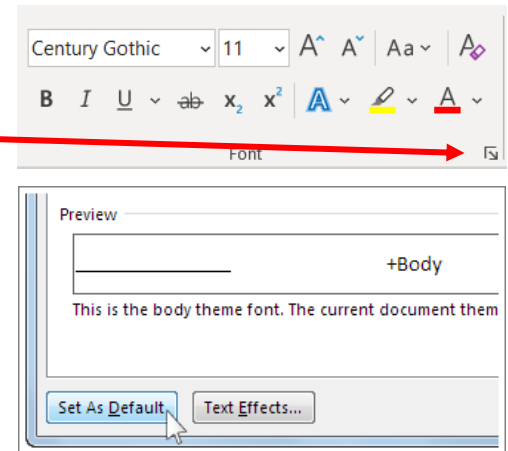 Century Gothic 11 A A Aa A
B I U ab x2 x2 A A
Font
Preview
+Body
This is the body theme font. The current document them
Set As Default
Text Effects...